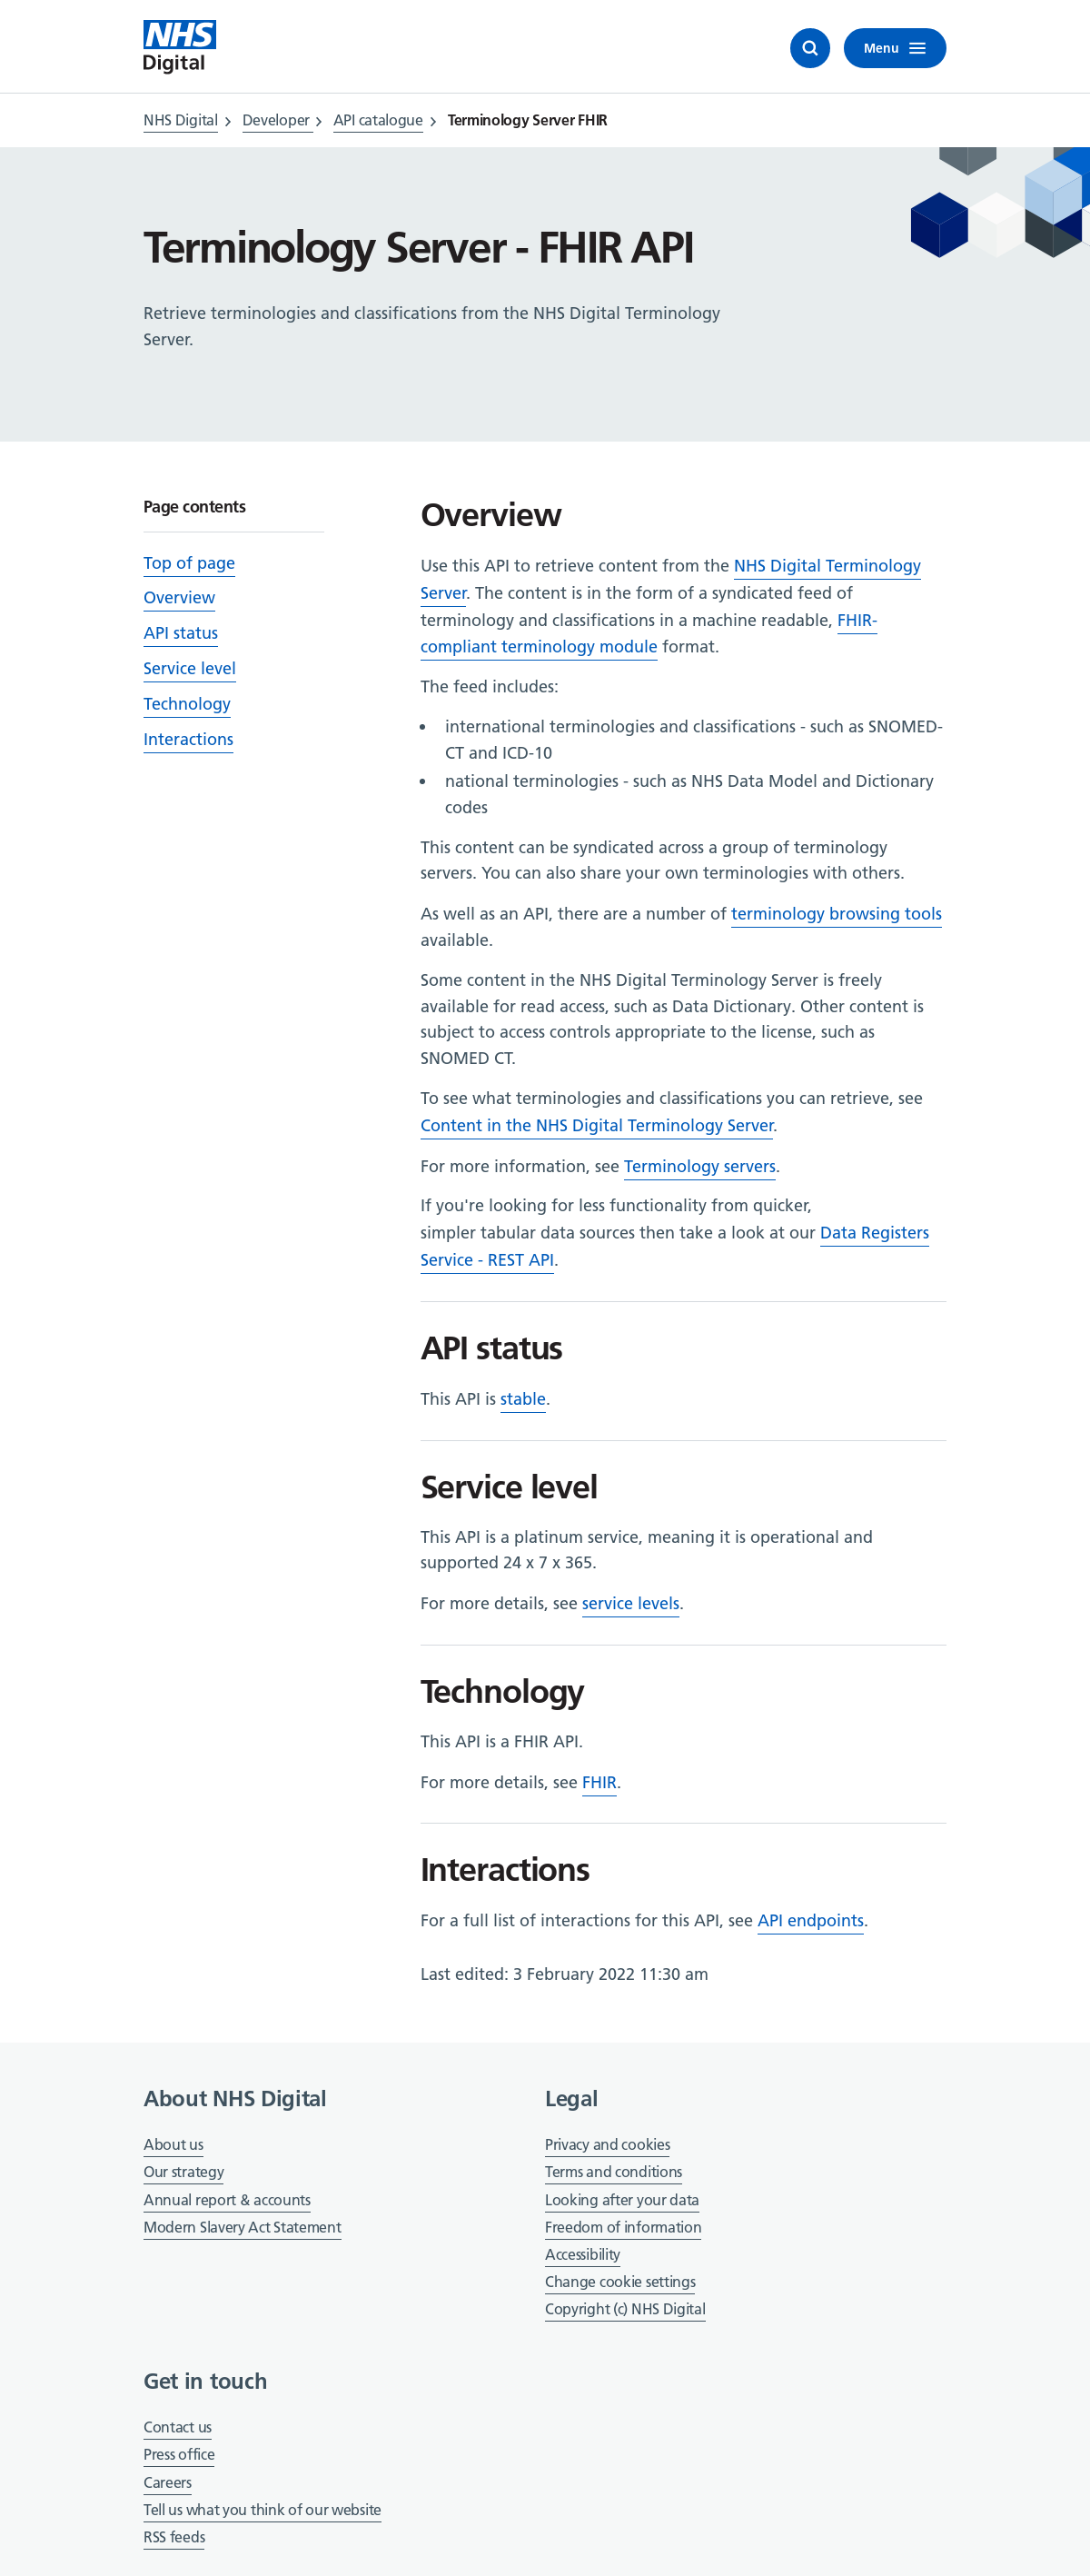 NHS
Digital
Menu
NHS Digital
Developer
API catalogue
Terminology Server FHIR
Terminology Server - FHIR API
Retrieve terminologies and classifications from the NHS Digital Terminology
Server.
Page contents
Top of page
Overview
API status
Service level
Technology
Interactions
Overview
Use this API to retrieve content from the NHS Digital Terminology
Server. The content is in the form of a syndicated feed of
terminology and classifications in a machine readable, FHIR-
compliant terminology module format.
The feed includes:
• international terminologies and classifications - such as SNOMED-
CT and ICD-10
• national terminologies - such as NHS Data Model and Dictionary
codes
This content can be syndicated across a group of terminology
servers. You can also share your own terminologies with others.
As well as an API, there are a number of terminology browsing tools
available.
Some content in the NHS Digital Terminology Server is freely
available for read access, such as Data Dictionary. Other content is
subject to access controls appropriate to the license, such as
SNOMED CT.
To see what terminologies and classifications you can retrieve, see
Content in the NHS Digital Terminology Server.
For more information, see Terminology servers.
If you're looking for less functionality from quicker,
simpler tabular data sources then take a look at our Data Registers
Service - REST API.
API status
This API is stable.
Service level
This API is a platinum service, meaning it is operational and
supported 24 x 7 x 365.
For more details, see service levels.
Technology
This API is a FHIR API.
For more details, see FHIR.
Interactions
For a full list of interactions for this API, see API endpoints.
Last edited: 3 February 2022 11:30 am
About NHS Digital
About us
Our strategy
Annual report & accounts
Modern Slavery Act Statement
Legal
Privacy and cookies
Terms and conditions
Looking after your data
Freedom of information
Accessibility
Change cookie settings
Copyright (c) NHS Digital
Get in touch
Contact us
Press office
Careers
Tell us what you think of our website
RSS feeds